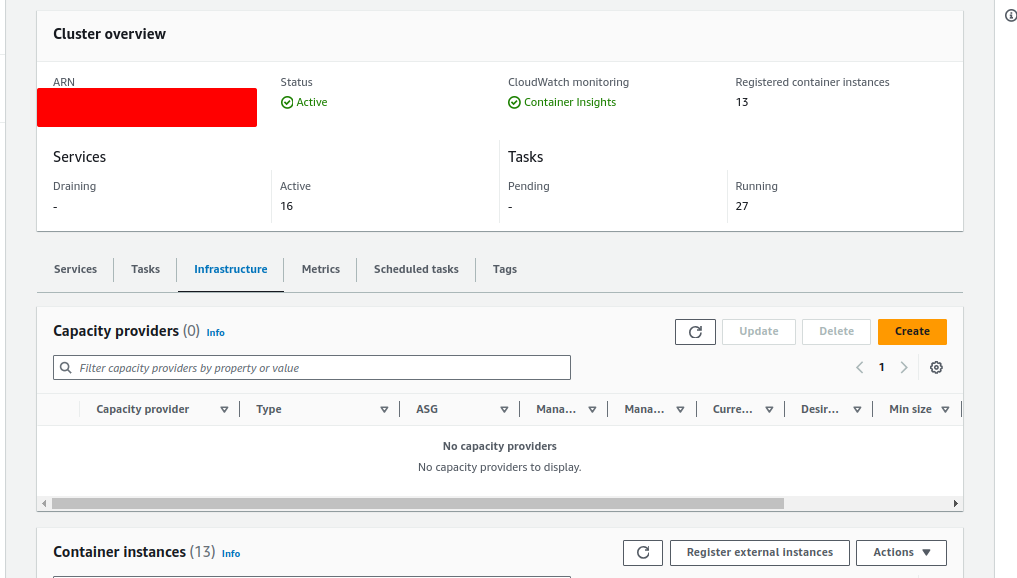 Cluster overview
ARN
Status
CloudWatch monitoring
Registered container instances
Active
Container Insights
13
Services
Tasks
Draining
Active
Pending
Running
-
16
-
27
Services
Tasks
Infrastructure
Metrics
Scheduled tasks
Tags
Capacity providers (0) Info
Update
Delete
Create
Filter capacity providers by property or value
1
Capacity provider
Type
ASG
Mana...
Mana...
Curre...
Desir...
Min size
No capacity providers
No capacity providers to display.
Container instances (13) Info
Register external instances
Actions